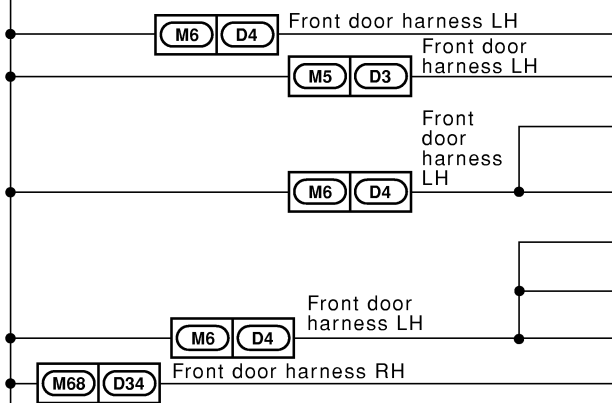 M6 D4 Front door harness LH
Front door
harness LH
M5 D3
Front
door
harness
LH
M6 D4
Front door
harness LH
M6 D4
Front door harness RH
M68 D34